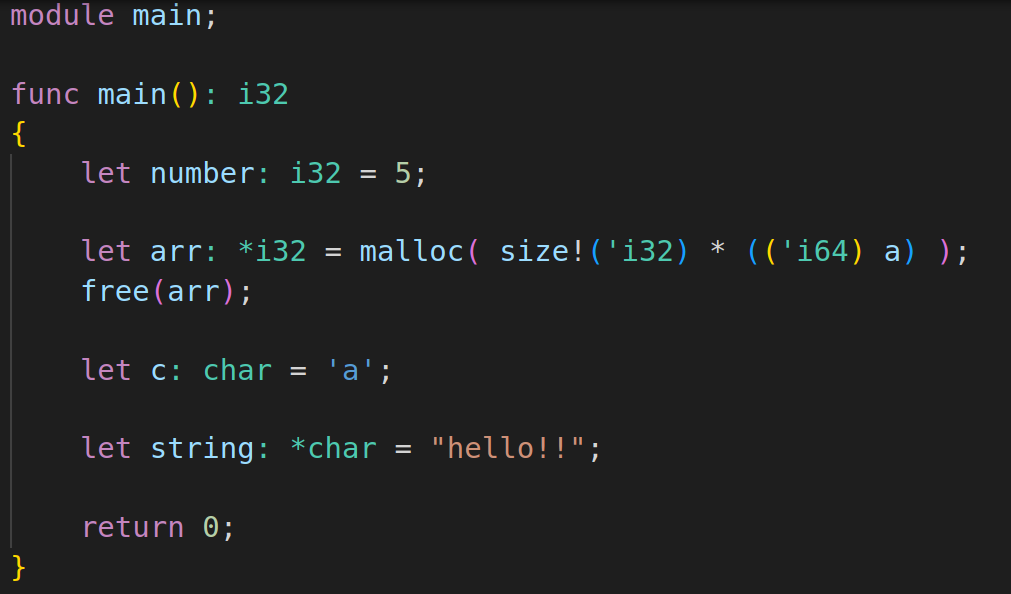 module main;
func main(): i32
{
    let number: i32 = 5;
    let arr: *i32 = malloc( size!('i32) * (('i64) a) );
    free(arr);
    let c: char = 'a';
    let string: *char = "hello!!";
    return 0;
}